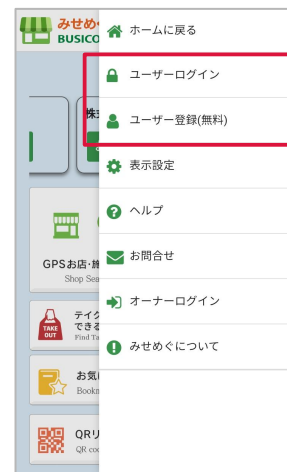 みせめ
BUSICO
ホームに戻る
ユーザーログイン
ユーザー登録(無料)
表示設定
ヘルプ
お問合せ
オーナーログイン
みせめぐについて
株
GPSお店・施
Shop Sea
TAKE
OUT
テイク
できる
Find Ta
お気
Bookm
QRリ
QR co